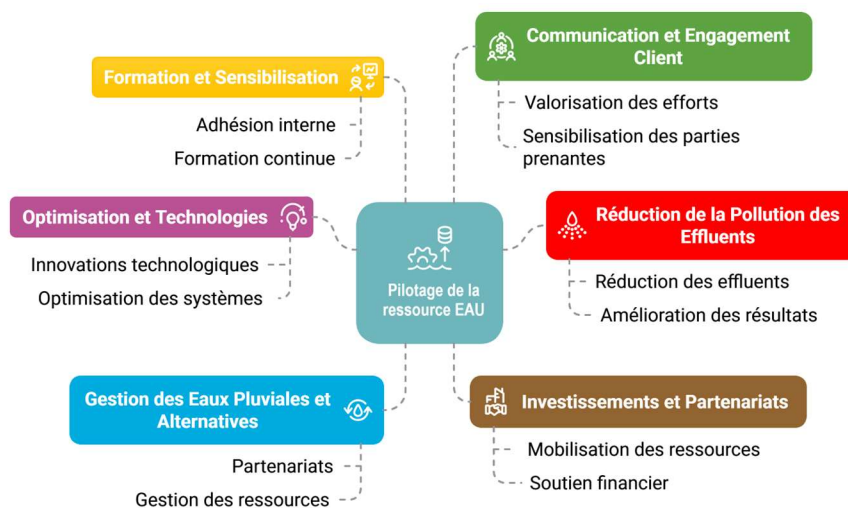 Formation et Sensibilisation
Adhésion interne
Formation continue
Communication et Engagement
Client
Valorisation des efforts
Sensibilisation des parties
prenantes
Optimisation et Technologies
Innovations technologiques
Optimisation des systèmes
Pilotage de la
ressource EAU
Réduction de la Pollution des
Effluents
Réduction des effluents
Amélioration des résultats
Gestion des Eaux Pluviales et
Alternatives
Partenariats
Gestion des ressources
Investissements et Partenariats
Mobilisation des ressources
Soutien financier